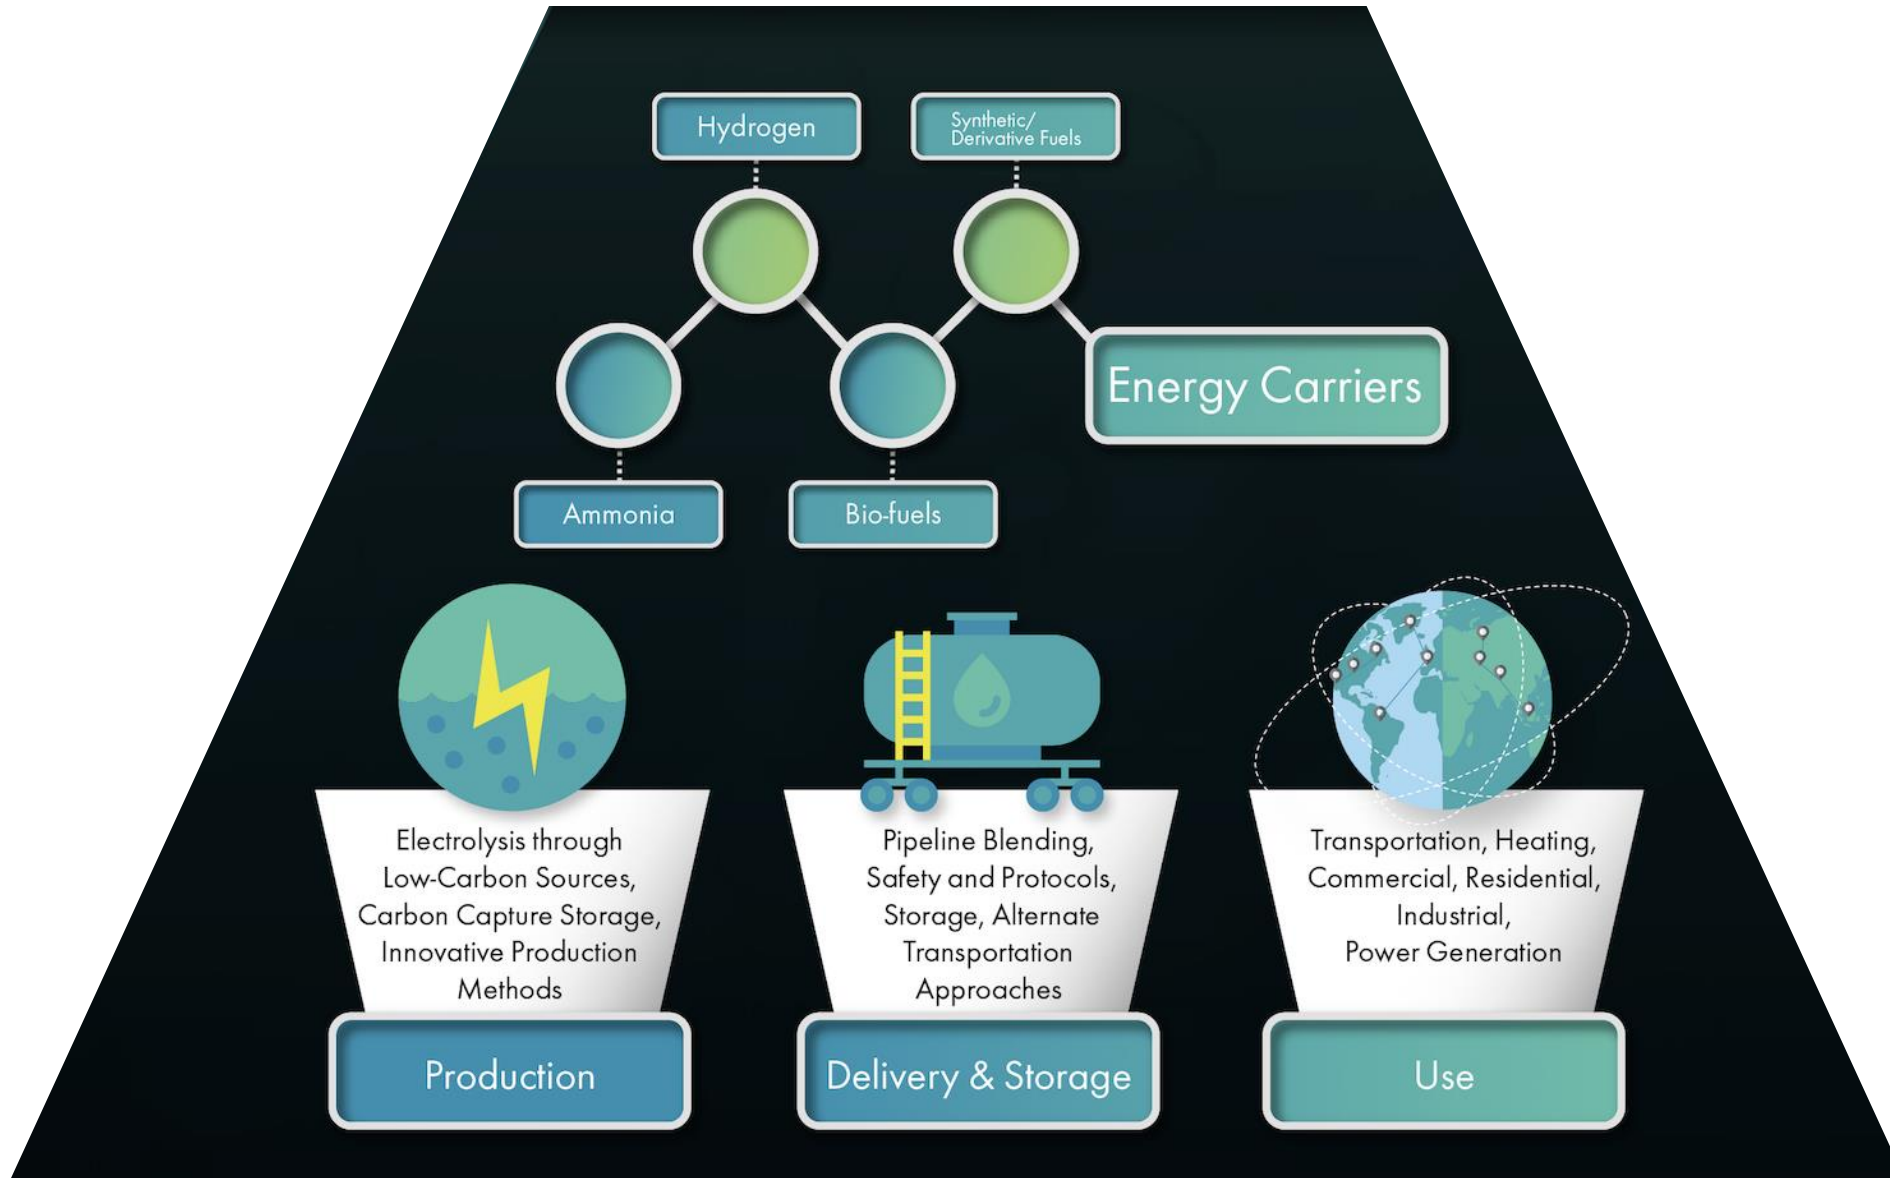 Hydrogen
Synthetic/
Derivative Fuels
Energy Carriers
Ammonia
Bio-fuels
Electrolysis through
Low-Carbon Sources,
Carbon Capture Storage,
Innovative Production
Methods
Production
Pipeline Blending,
Safety and Protocols,
Storage, Alternate
Transportation
Approaches
Delivery & Storage
Transportation, Heating,
Commercial, Residential,
Industrial,
Power Generation
Use